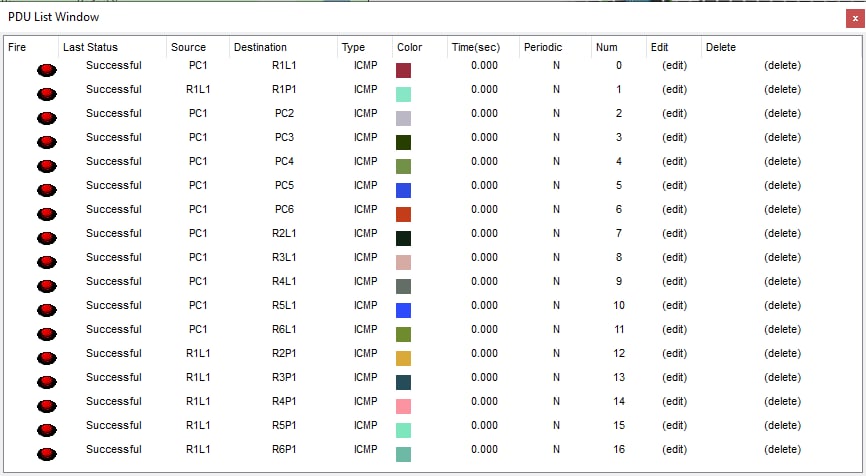 PDU List Window
x
Fire Last Status Source Destination Type Color Time(sec) Periodic Num Edit Delete
Successful PC1 R1L1 ICMP 0.000 N 0 (edit) (delete)
Successful R1L1 R1P1 ICMP 0.000 N 1 (edit) (delete)
Successful PC1 PC2 ICMP 0.000 N 2 (edit) (delete)
Successful PC1 PC3 ICMP 0.000 N 3 (edit) (delete)
Successful PC1 PC4 ICMP 0.000 N 4 (edit) (delete)
Successful PC1 PC5 ICMP 0.000 N 5 (edit) (delete)
Successful PC1 PC6 ICMP 0.000 N 6 (edit) (delete)
Successful PC1 R2L1 ICMP 0.000 N 7 (edit) (delete)
Successful PC1 R3L1 ICMP 0.000 N 8 (edit) (delete)
Successful PC1 R4L1 ICMP 0.000 N 9 (edit) (delete)
Successful PC1 R5L1 ICMP 0.000 N 10 (edit) (delete)
Successful PC1 R6L1 ICMP 0.000 N 11 (edit) (delete)
Successful R1L1 R2P1 ICMP 0.000 N 12 (edit) (delete)
Successful R1L1 R3P1 ICMP 0.000 N 13 (edit) (delete)
Successful R1L1 R4P1 ICMP 0.000 N 14 (edit) (delete)
Successful R1L1 R5P1 ICMP 0.000 N 15 (edit) (delete)
Successful R1L1 R6P1 ICMP 0.000 N 16 (edit) (delete)